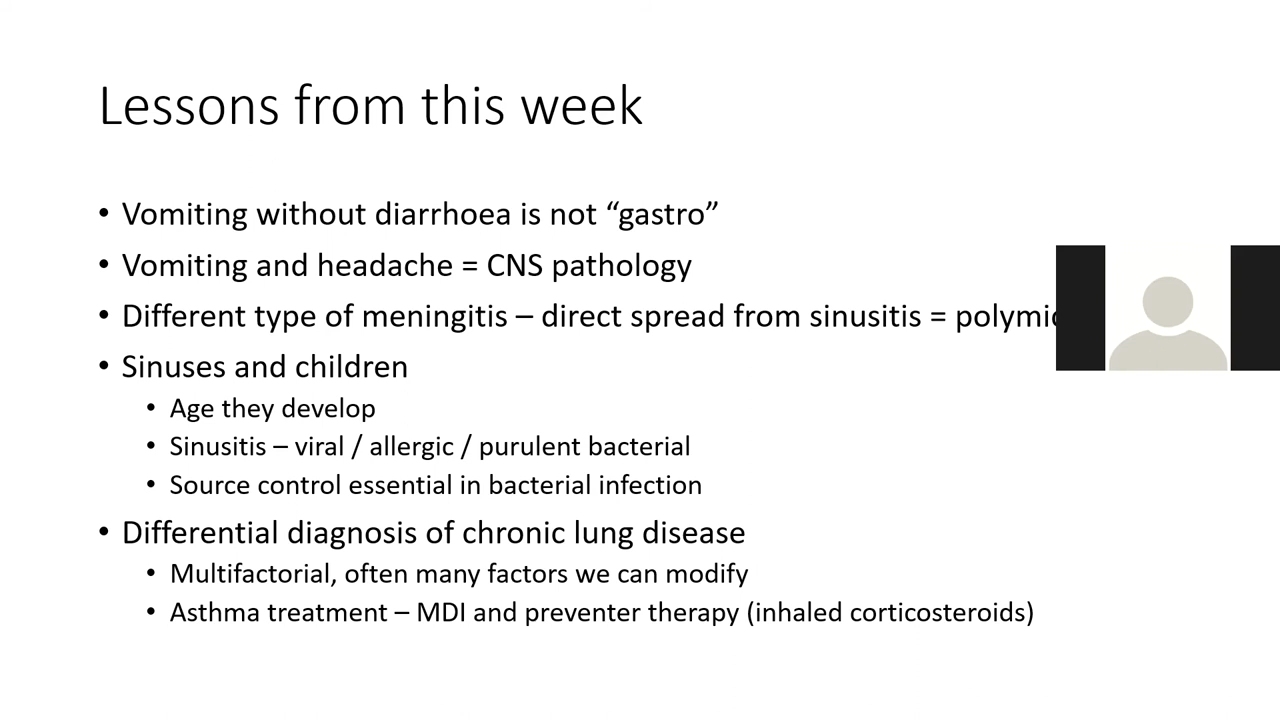 Lessons from this week
• Vomiting without diarrhoea is not “gastro”
• Vomiting and headache = CNS pathology
• Different type of meningitis – direct spread from sinusitis =
• Sinuses and children
• Age they develop
• Sinusitis – viral / allergic / purulent bacterial
• Source control essential in bacterial infection
• Differential diagnosis of chronic lung disease
• Multifactorial, often many factors we can modify
• Asthma treatment – MDI and preventer therapy (inhaled corticosteroids)